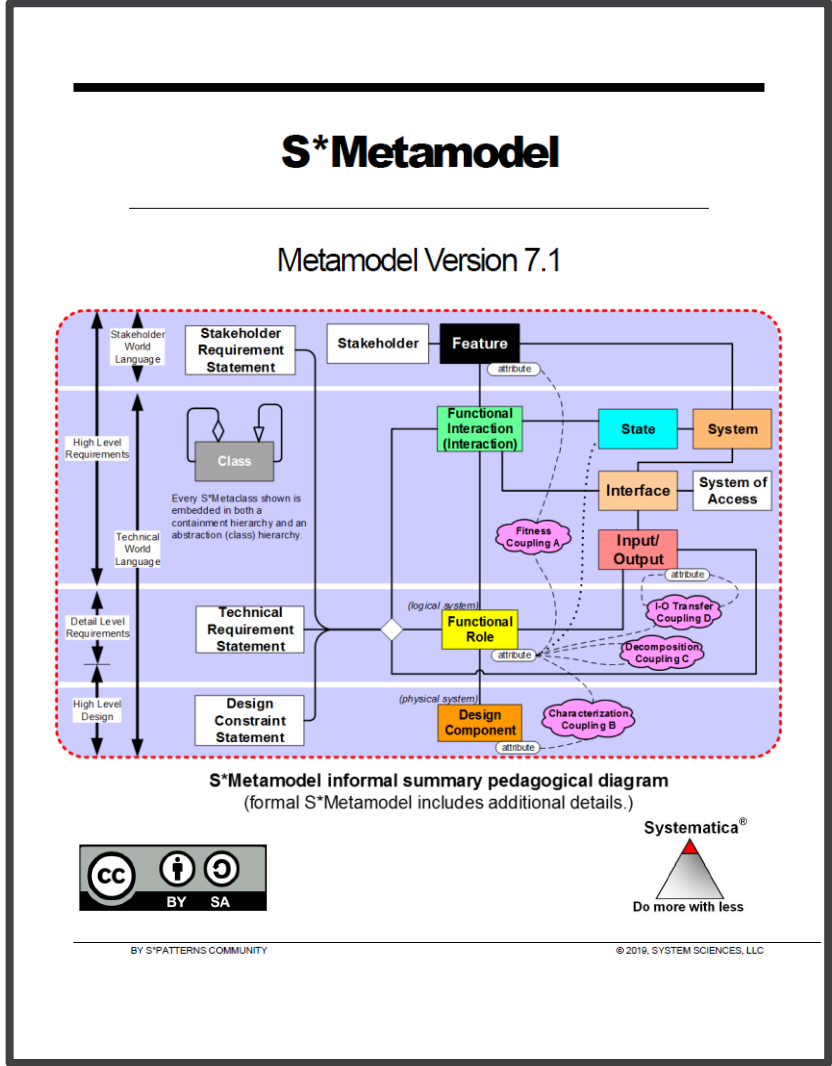 S*Metamodel
Metamodel Version 7.1
Stakeholder
World
Language
Stakeholder
Requirement
Statement
Stakeholder
Feature
attribute
High Level
Requirements
Technical
World
Language
Class
Every S*Metaclass shown is
embedded in both a
containment hierarchy and an
abstraction (class) hierarchy.
Functional
Interaction
(Interaction)
State
System
Interface
System of
Access
Fitness
Coupling A
Input/
Output
attribute
Detail Level
Requirements
Technical
Requirement
Statement
(logical system)
Functional
Role
attribute
I-O Transfer
Coupling D
Decomposition
Coupling C
High Level
Design
Design
Constraint
Statement
(physical system)
Design
Component
attribute
Characterization
Coupling B
S*Metamodel informal summary pedagogical diagram
(formal S*Metamodel includes additional details.)
cc
BY SA
Systematica®
Do more with less
BY S*PATTERNS COMMUNITY
© 2019, SYSTEM SCIENCES, LLC